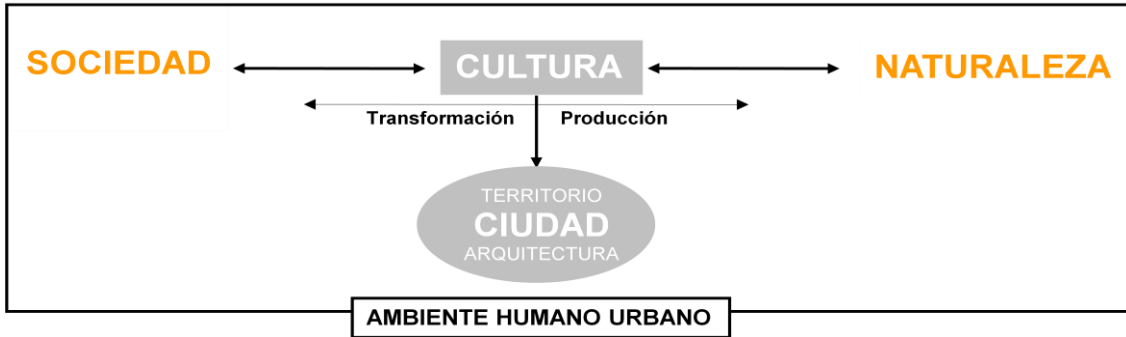 SOCIEDAD
CULTURA
NATURALEZA
Transformación
Producción
TERRITORIO
CIUDAD
ARQUITECTURA
AMBIENTE HUMANO URBANO